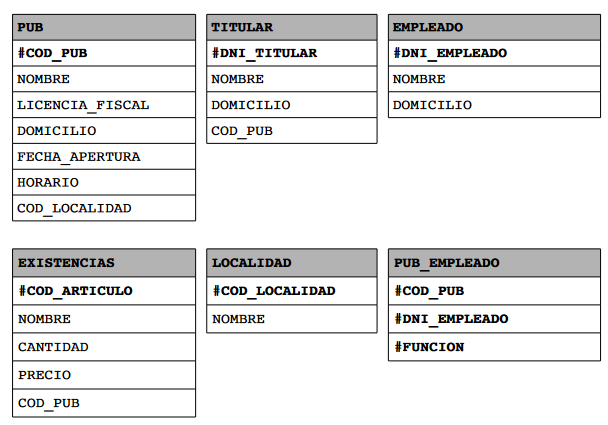 PUB
#COD_PUB
NOMBRE
LICENCIA_FISCAL
DOMICILIO
FECHA_APERTURA
HORARIO
COD_LOCALIDAD
TITULAR
#DNI_TITULAR
NOMBRE
DOMICILIO
COD_PUB
EMPLEADO
#DNI_EMPLEADO
NOMBRE
DOMICILIO
EXISTENCIAS
#COD_ARTICULO
NOMBRE
CANTIDAD
PRECIO
COD_PUB
LOCALIDAD
#COD_LOCALIDAD
NOMBRE
PUB_EMPLEADO
#COD_PUB
#DNI_EMPLEADO
#FUNCION